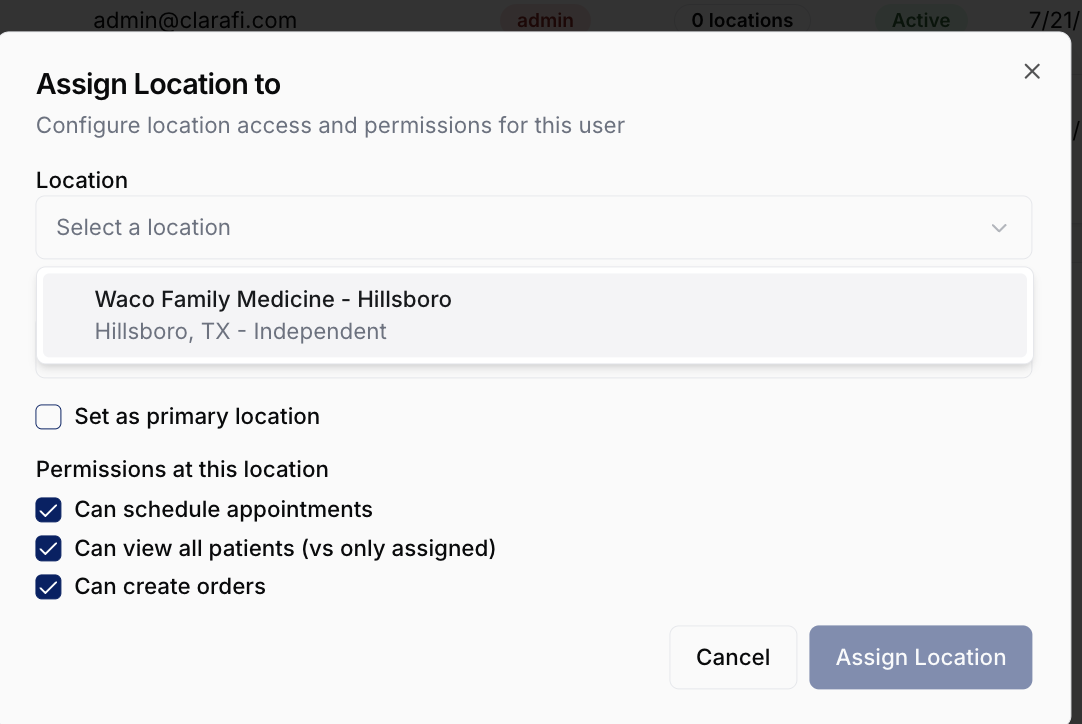 admin@clarafi.com admin 0 locations Active 7/21/
Assign Location to
Configure location access and permissions for this user
Location
Select a location
Waco Family Medicine - Hillsboro
Hillsboro, TX - Independent
Set as primary location
Permissions at this location
Can schedule appointments
Can view all patients (vs only assigned)
Can create orders
Cancel Assign Location